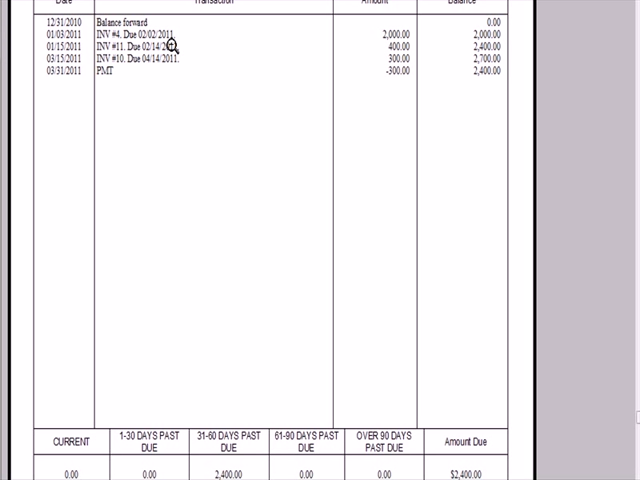 Date Transaction Amount Balance
12/31/2010 Balance forward 0.00
01/03/2011 INV #4. Due 02/02/2011. 2,000.00 2,000.00
01/15/2011 INV #11. Due 02/14/ 400.00 2,400.00
03/15/2011 INV #10. Due 04/14/2011. 300.00 2,700.00
03/31/2011 PMT -300.00 2,400.00
CURRENT 1-30 DAYS PAST DUE 31-60 DAYS PAST DUE 61-90 DAYS PAST DUE OVER 90 DAYS PAST DUE Amount Due
0.00 0.00 2,400.00 0.00 0.00 $2,400.00